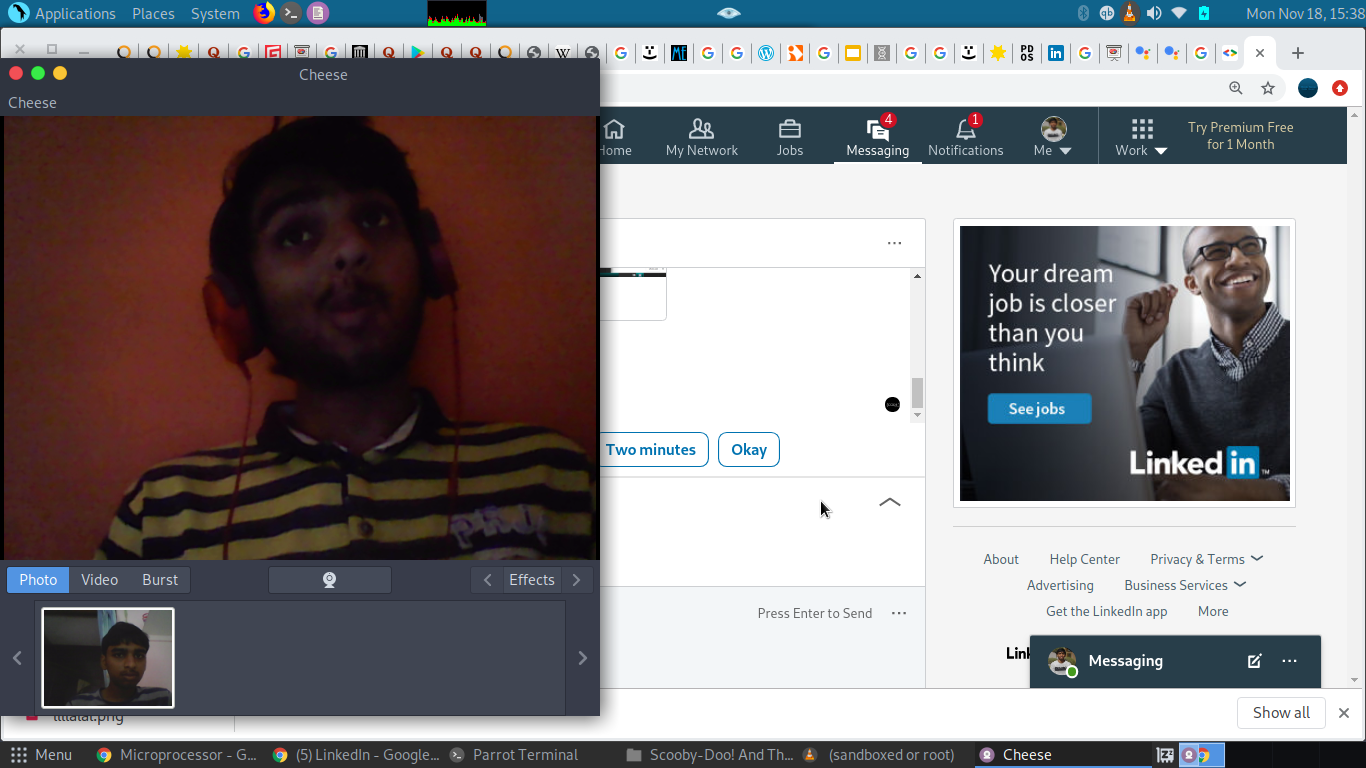 Applications Places System
Mon Nov 18, 15:38
Cheese
Cheese
Home
My Network
Jobs
4
Messaging
1
Notifications
Me
Work
Try Premium Free
for 1 Month
Your dream
job is closer
than you
think
See jobs
Linked in
Two minutes
Okay
Press Enter to Send
About Help Center Privacy & Terms
Advertising Business Services
Get the LinkedIn app More
Messaging
Photo Video Burst
Effects
Show all
Menu
Microprocessor - G...
(5) LinkedIn - Google...
Parrot Terminal
Scooby-Doo! And Th...
(sandboxed or root)
Cheese